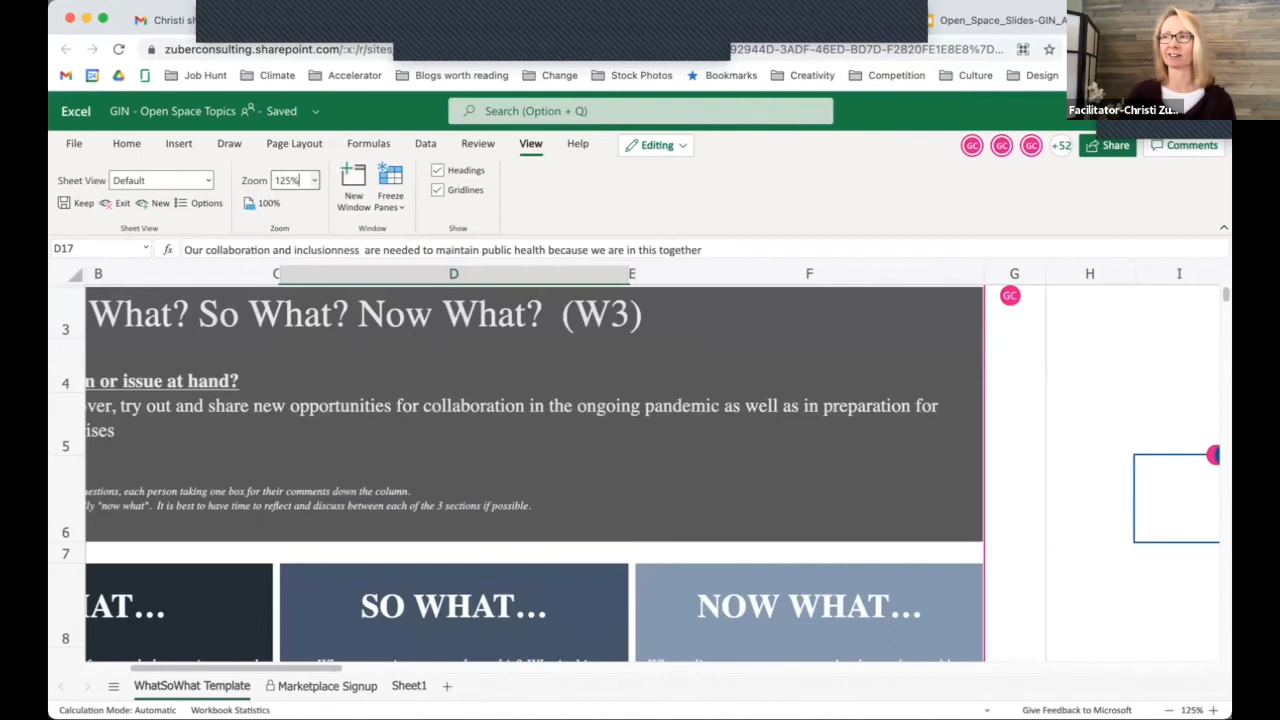 Christi sh
Open_Space_Slides-GIN_A
zuberconsulting.sharepoint.com/:x:/r/sites
92944D-3ADF-46ED-BD7D-F2820FE1E8E8%7D...
Job Hunt Climate Accelerator Blogs worth reading Change Stock Photos Bookmarks Creativity Competition Culture Design
Facilitator-Christi Zu...
Excel GIN - Open Space Topics - Saved Search (Option + Q)
File Home Insert Draw Page Layout Formulas Data Review View Help Editing GC GC GC +52 Share Comments
Sheet View Default Zoom 125% New Window Freeze Panes Headings
Gridlines
Keep Exit New Options 100%
Sheet View Zoom Window Show
D17 fx Our collaboration and inclusionness are needed to maintain public health because we are in this together
B C D E F G H I
3 What? So What? Now What? (W3) GC
4 n or issue at hand?
ver, try out and share new opportunities for collaboration in the ongoing pandemic as well as in preparation for
5 ises
uestions, each person taking one box for their comments down the column.
ly "now what". It is best to have time to reflect and discuss between each of the 3 sections if possible.
6
7
8 AT... SO WHAT... NOW WHAT...
WhatSoWhat Template Marketplace Signup Sheet1 +
Calculation Mode: Automatic Workbook Statistics Give Feedback to Microsoft 125%